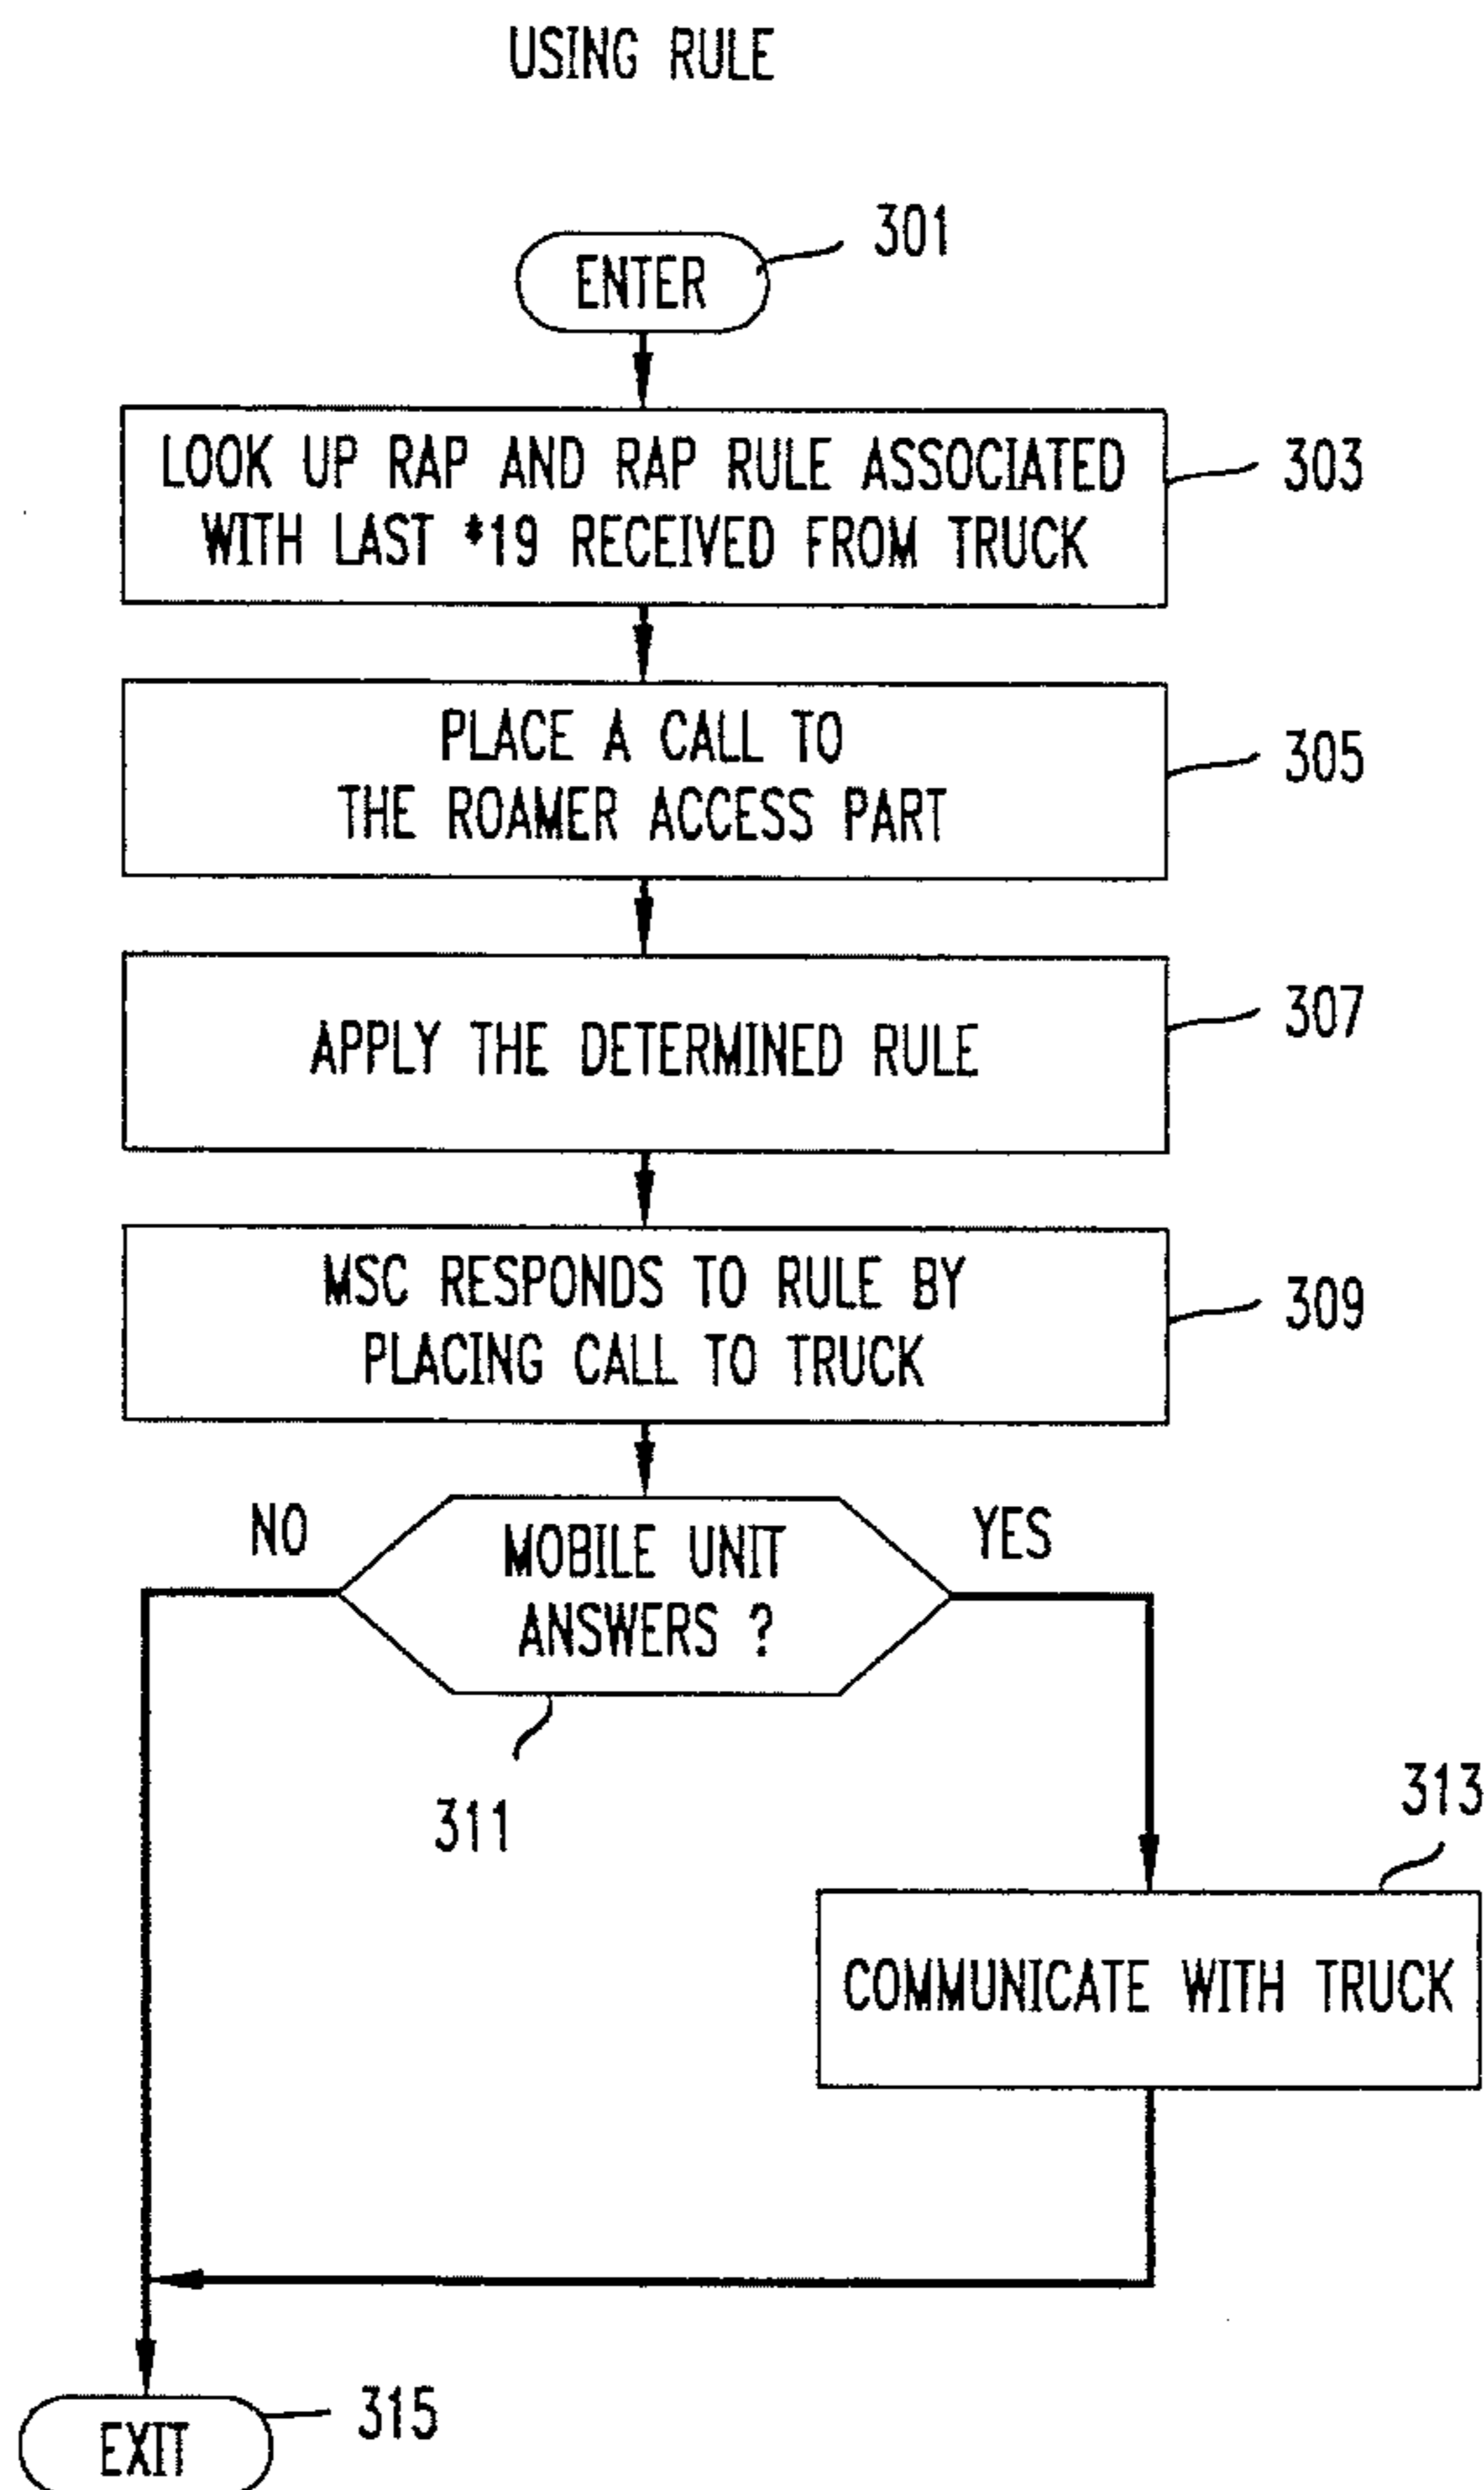 USING RULE
301
ENTER
LOOK UP RAP AND RAP RULE ASSOCIATED
WITH LAST *19 RECEIVED FROM TRUCK
303
PLACE A CALL TO
THE ROAMER ACCESS PART
305
APPLY THE DETERMINED RULE
307
MSC RESPONDS TO RULE BY
PLACING CALL TO TRUCK
309
NO
MOBILE UNIT
ANSWERS ?
YES
311
313
COMMUNICATE WITH TRUCK
EXIT
315